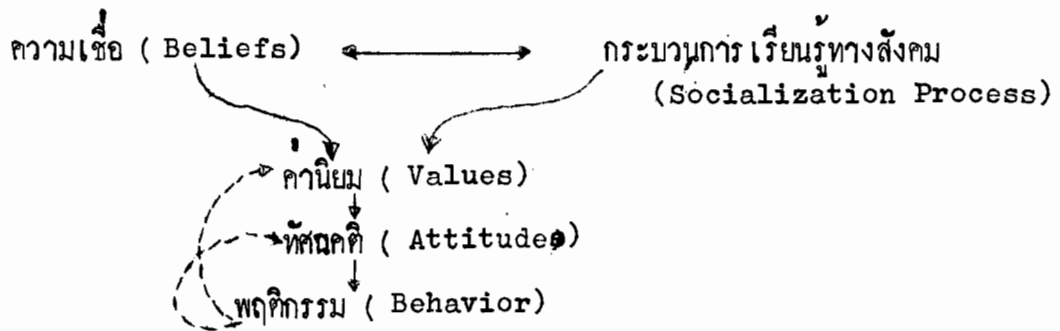 ความเชื่อ ( Beliefs) กระบวนการเรียนรู้ทางสังคม
(Socialization Process)
ค่านิยม ( Values)
ทัศนคติ ( Attitudes)
พฤติกรรม ( Behavior)